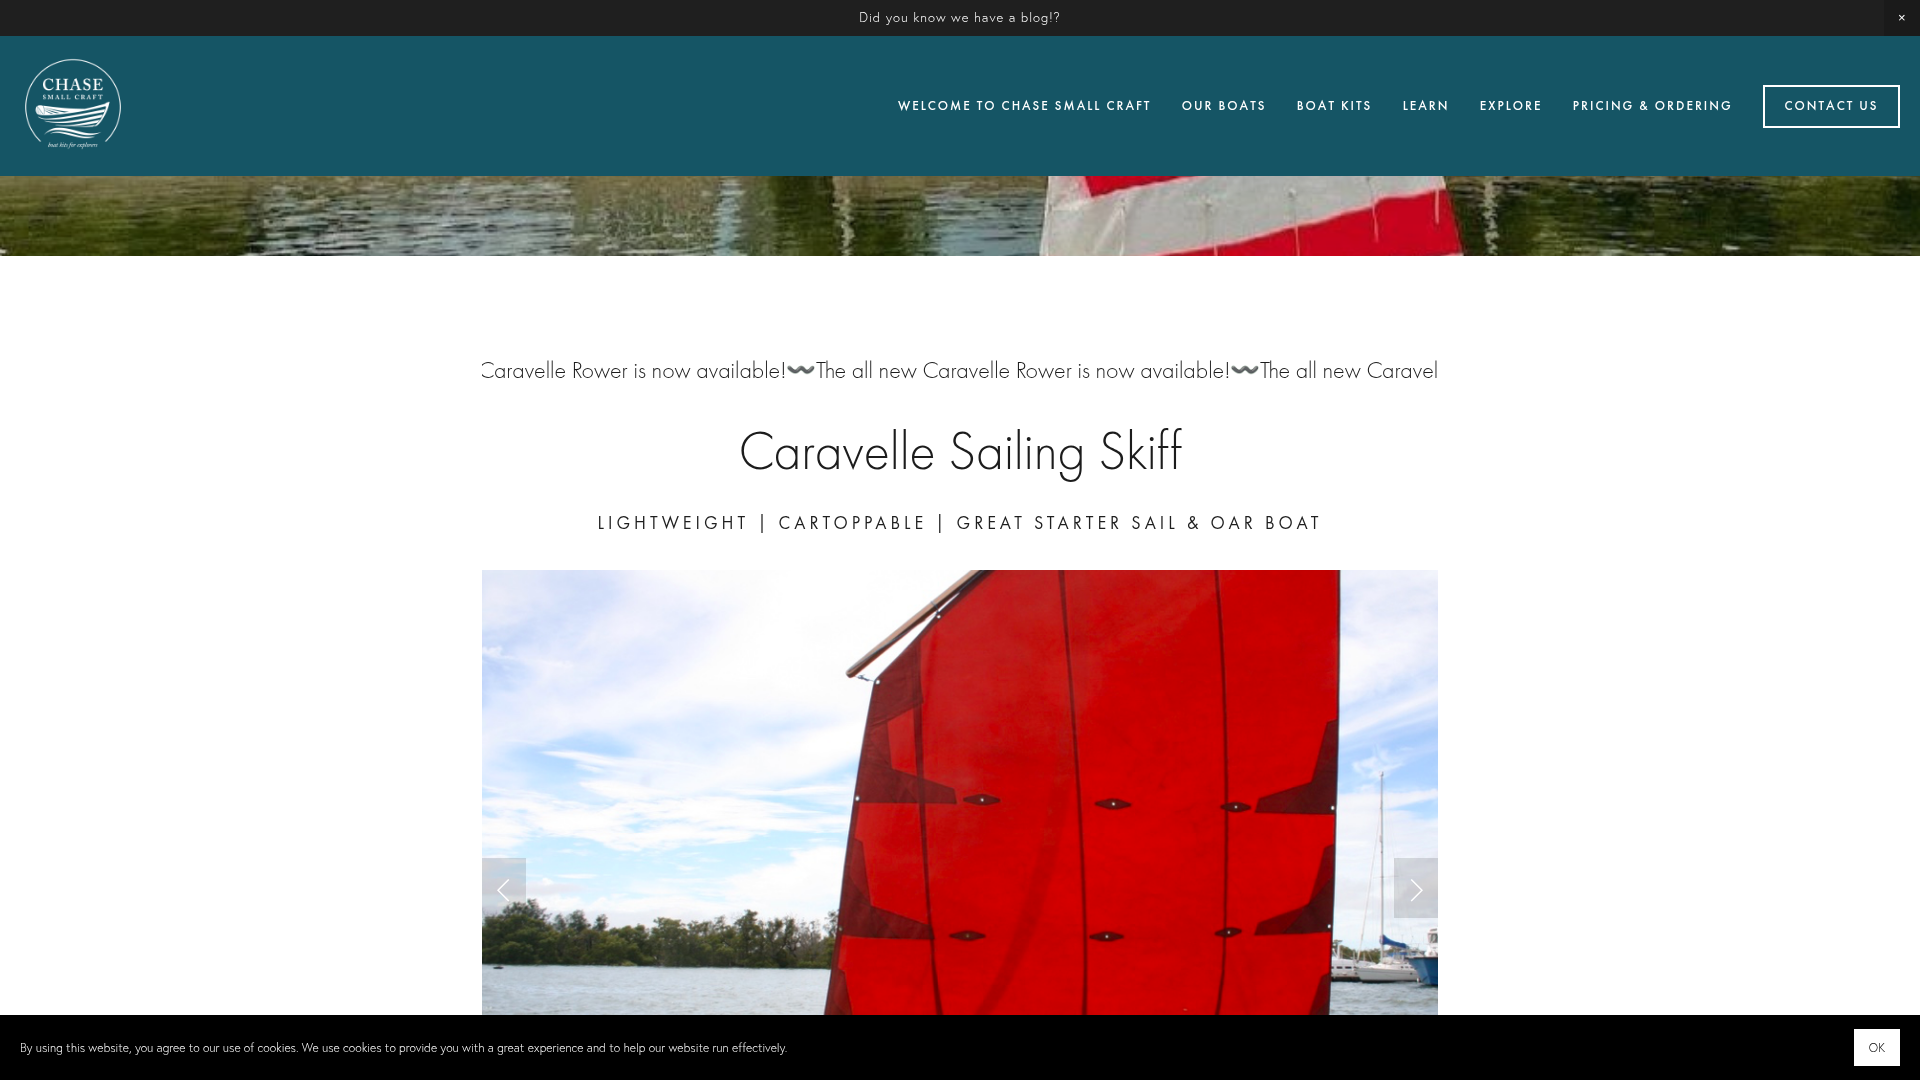 Did you know we have a blog!?
×
CHASE
SMALL CRAFT
boat kits for explorers
WELCOME TO CHASE SMALL CRAFT
OUR BOATS
BOAT KITS
LEARN
EXPLORE
PRICING & ORDERING
CONTACT US
Caravelle Rower is now available!〰️The all new Caravelle Rower is now available!〰️The all new Caravel
Caravelle Sailing Skiff
LIGHTWEIGHT | CARTOPPABLE | GREAT STARTER SAIL & OAR BOAT
By using this website, you agree to our use of cookies. We use cookies to provide you with a great experience and to help our website run effectively.
OK